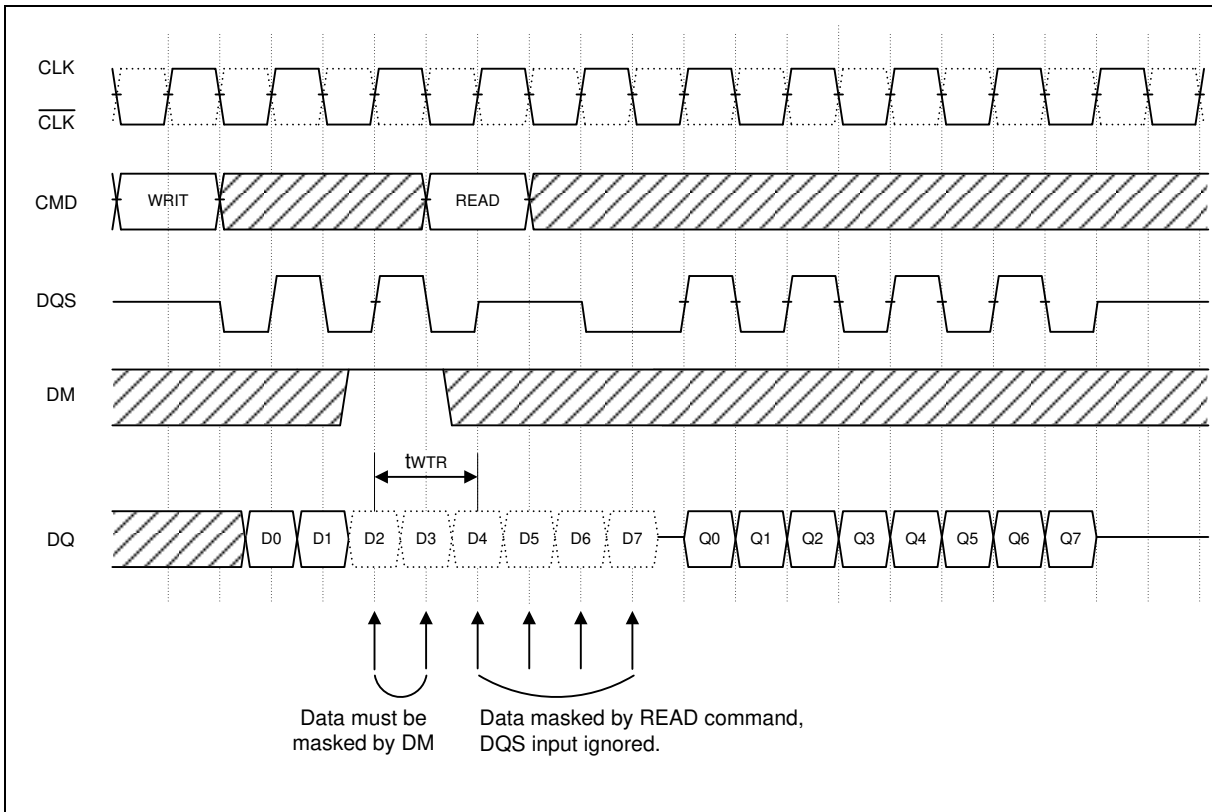 CLK
CLK
CMD
WRIT
READ
DQS
DM
tWTR
DQ
D0 D1 D2 D3 D4 D5 D6 D7 Q0 Q1 Q2 Q3 Q4 Q5 Q6 Q7
Data must be
masked by DM
Data masked by READ command,
DQS input ignored.